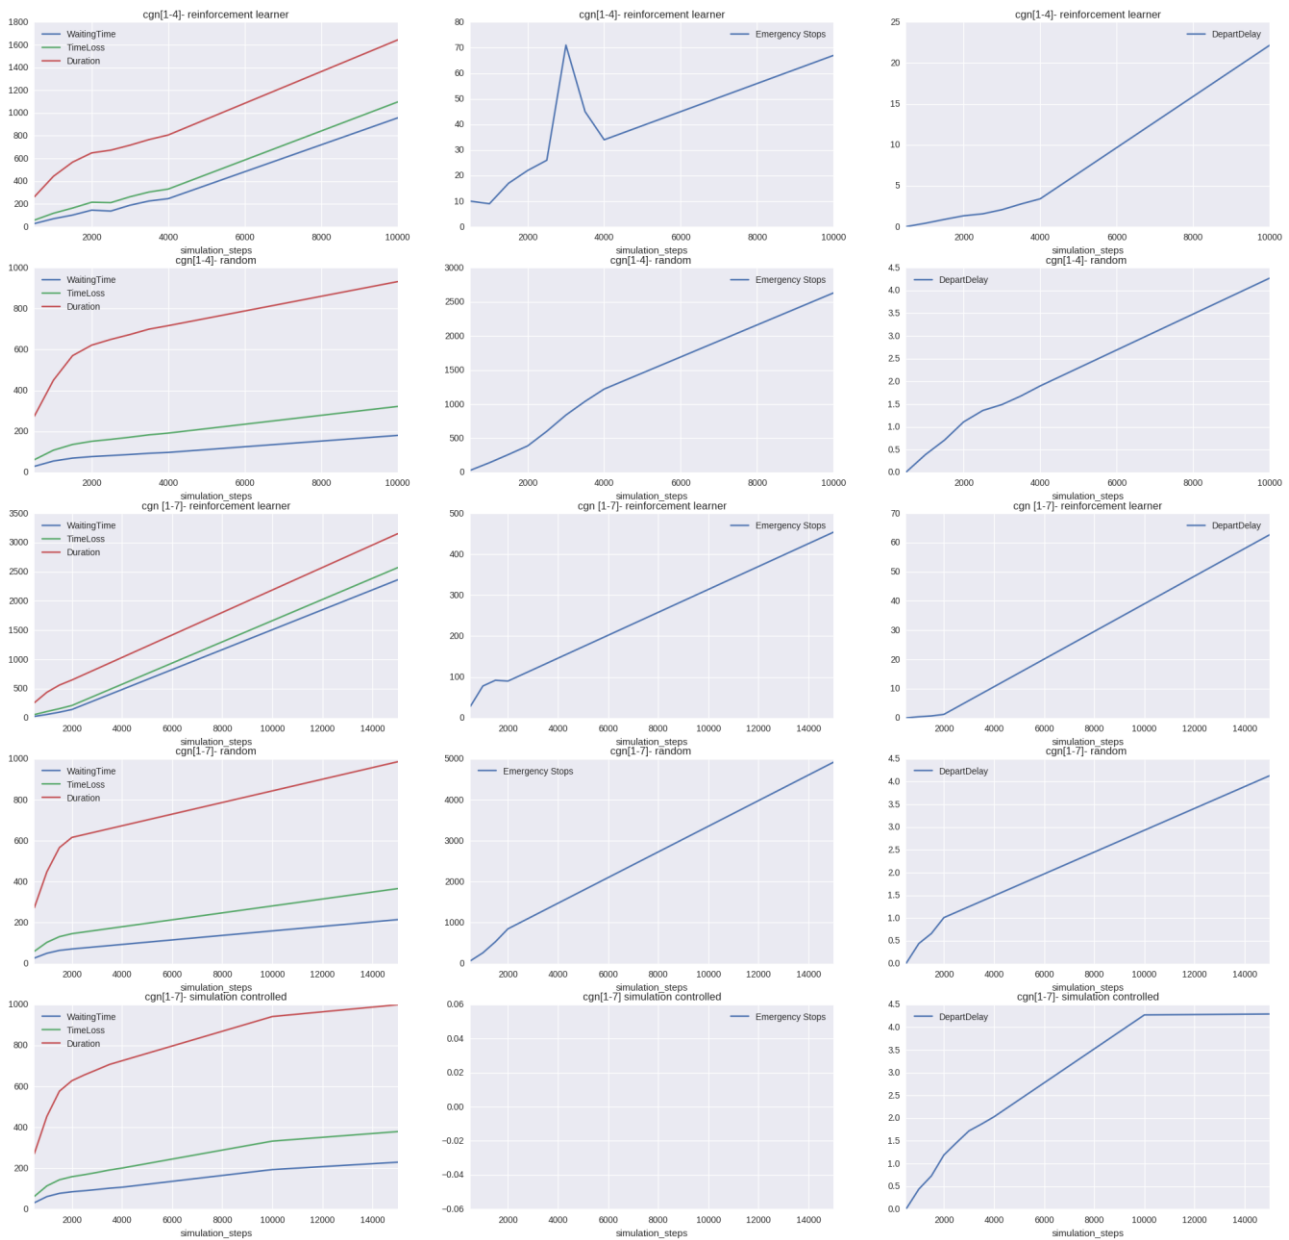 cgn[1-4]- reinforcement learner
1800
1600
1400
1200
1000
800
600
400
200
0
WaitingTime
TimeLoss
Duration
2000 4000 6000 8000 10000
simulation_steps
cgn[1-4]- reinforcement learner
80
70
60
50
40
30
20
10
0
Emergency Stops
2000 4000 6000 8000 10000
simulation_steps
cgn[1-4]- reinforcement learner
25
20
15
10
5
0
DepartDelay
2000 4000 6000 8000 10000
simulation_steps
cgn[1-4]- random
1000
800
600
400
200
0
WaitingTime
TimeLoss
Duration
2000 4000 6000 8000 10000
simulation_steps
cgn[1-4]- random
3000
2500
2000
1500
1000
500
0
Emergency Stops
2000 4000 6000 8000 10000
simulation_steps
cgn[1-4]- random
4.5
4.0
3.5
3.0
2.5
2.0
1.5
1.0
0.5
0.0
DepartDelay
2000 4000 6000 8000 10000
simulation_steps
cgn [1-7]- reinforcement learner
3500
3000
2500
2000
1500
1000
500
0
WaitingTime
TimeLoss
Duration
2000 4000 6000 8000 10000 12000 14000
simulation_steps
cgn [1-7]- reinforcement learner
500
400
300
200
100
0
Emergency Stops
2000 4000 6000 8000 10000 12000 14000
simulation_steps
cgn [1-7]- reinforcement learner
70
60
50
40
30
20
10
0
DepartDelay
2000 4000 6000 8000 10000 12000 14000
simulation_steps
cgn[1-7]- random
1000
800
600
400
200
0
WaitingTime
TimeLoss
Duration
2000 4000 6000 8000 10000 12000 14000
simulation_steps
cgn[1-7]- random
5000
4000
3000
2000
1000
0
Emergency Stops
2000 4000 6000 8000 10000 12000 14000
simulation_steps
cgn[1-7]- random
4.5
4.0
3.5
3.0
2.5
2.0
1.5
1.0
0.5
0.0
DepartDelay
2000 4000 6000 8000 10000 12000 14000
simulation_steps
cgn[1-7]- simulation controlled
1000
800
600
400
200
0
WaitingTime
TimeLoss
Duration
2000 4000 6000 8000 10000 12000 14000
simulation_steps
cgn[1-7] simulation controlled
0.06
0.04
0.02
0.00
−0.02
−0.04
−0.06
Emergency Stops
2000 4000 6000 8000 10000 12000 14000
simulation_steps
cgn[1-7]- simulation controlled
4.5
4.0
3.5
3.0
2.5
2.0
1.5
1.0
0.5
0.0
DepartDelay
2000 4000 6000 8000 10000 12000 14000
simulation_steps